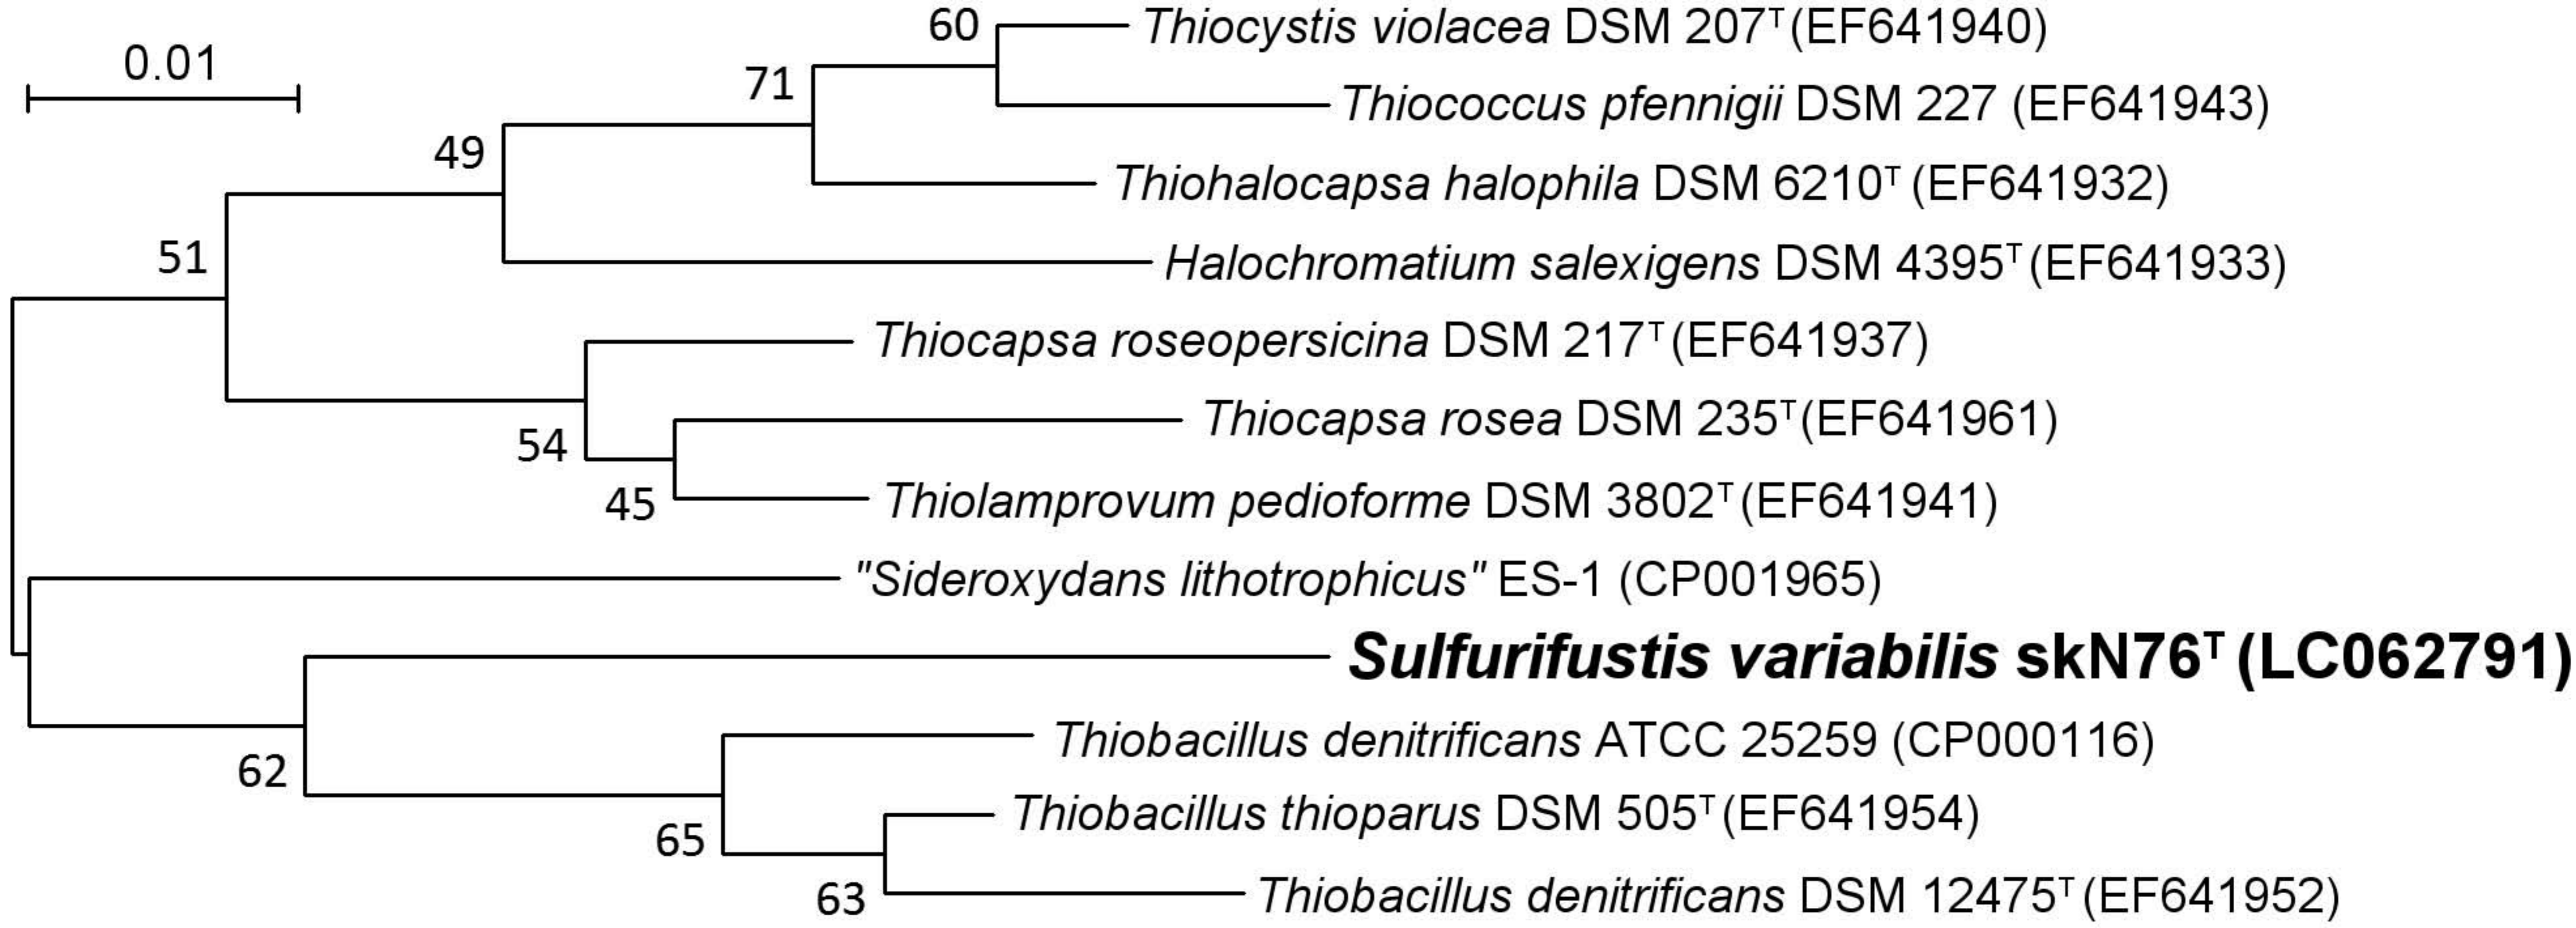 60
Thiocystis violacea DSM 207ᵀ (EF641940)
0.01
71
Thiococcus pfennigii DSM 227 (EF641943)
49
Thiohalocapsa halophila DSM 6210ᵀ (EF641932)
51
Halochromatium salexigens DSM 4395ᵀ (EF641933)
Thiocapsa roseopersicina DSM 217ᵀ (EF641937)
54
Thiocapsa rosea DSM 235ᵀ (EF641961)
45
Thiolamprovum pedioforme DSM 3802ᵀ (EF641941)
"Sideroxydans lithotrophicus" ES-1 (CP001965)
Sulfurifustis variabilis skN76ᵀ (LC062791)
62
Thiobacillus denitrificans ATCC 25259 (CP000116)
65
Thiobacillus thioparus DSM 505ᵀ (EF641954)
63
Thiobacillus denitrificans DSM 12475ᵀ (EF641952)